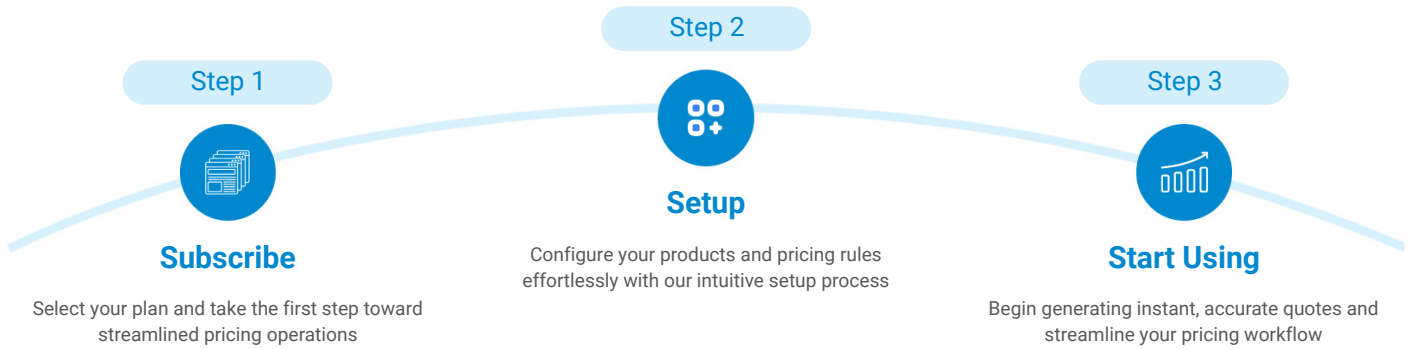 Step 1
Subscribe
Select your plan and take the first step toward
streamlined pricing operations
Step 2
Setup
Configure your products and pricing rules
effortlessly with our intuitive setup process
Step 3
Start Using
Begin generating instant, accurate quotes and
streamline your pricing workflow